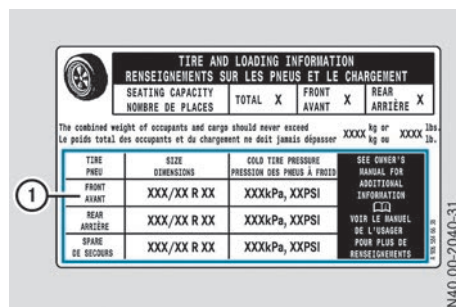 TIRE AND LOADING INFORMATION
RENSEIGNEMENTS SUR LES PNEUS ET LE CHARGEMENT
SEATING CAPACITY
NOMBRE DE PLACES
TOTAL X
FRONT
AVANT
X
REAR
ARRIÈRE
X
The combined weight of occupants and cargo should never exceed XXXX kg or XXXX lbs.
Le poids total des occupants et du chargement ne doit jamais dépasser kg ou lb.
TIRE
PNEU
SIZE
DIMENSIONS
COLD TIRE PRESSURE
PRESSION DES PNEUS À FROID
SEE OWNER'S
MANUAL FOR
ADDITIONAL
INFORMATION
VOIR LE MANUEL
DE L'USAGER
POUR PLUS DE
RENSEIGNEMENTS
1
FRONT
AVANT
XXX/XX R XX
XXXkPa, XXPSI
REAR
ARRIÈRE
XXX/XX R XX
XXXkPa, XXPSI
SPARE
DE SECOURS
XXX/XX R XX
XXXkPa, XXPSI
N40.00-2040-31